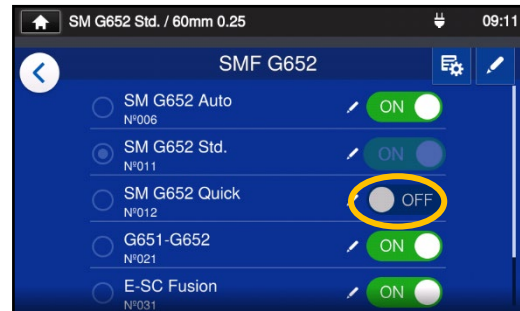 SM G652 Std. / 60mm 0.25 09:11
SMF G652
SM G652 Auto ON
Nº006
SM G652 Std. ON
Nº011
SM G652 Quick OFF
Nº012
G651-G652 ON
Nº021
E-SC Fusion ON
Nº031